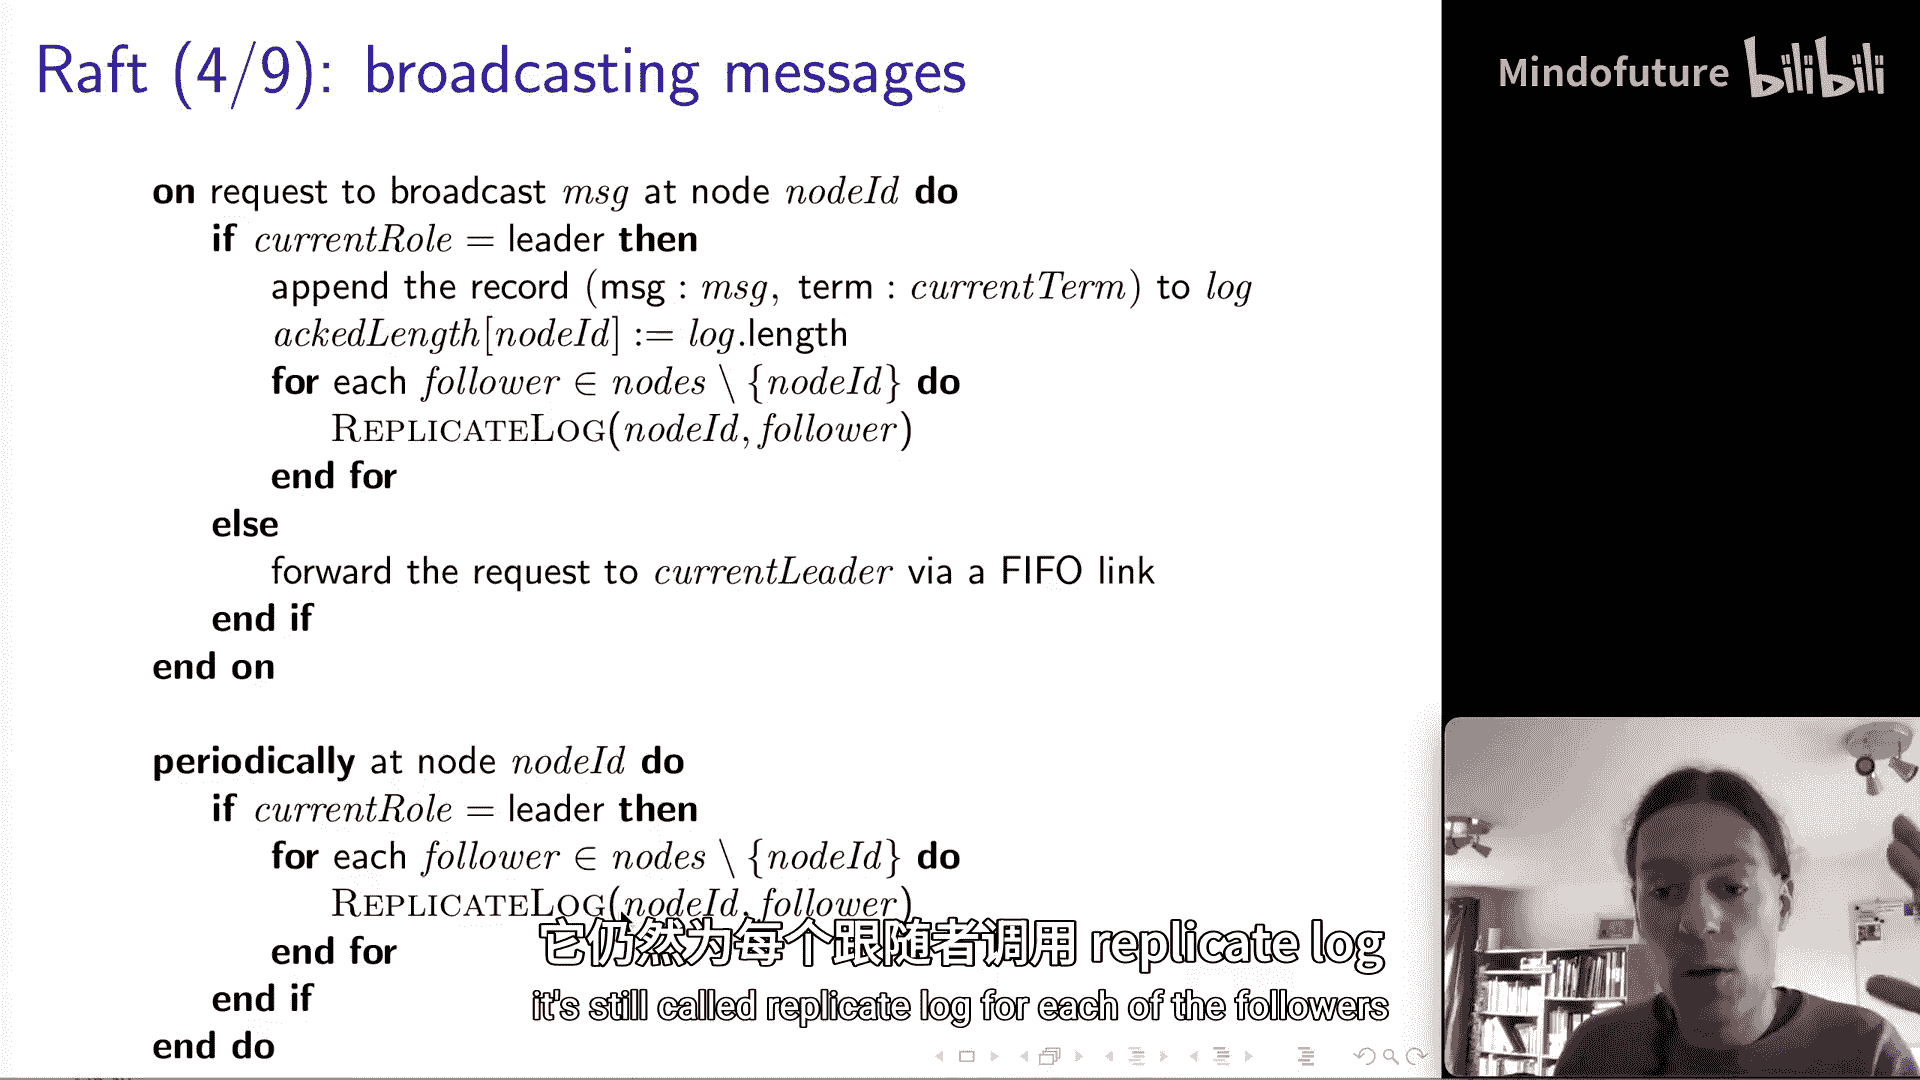 Raft (4/9): broadcasting messages
Mindofuture bilibili
on request to broadcast msg at node nodeId do
if currentRole = leader then
append the record (msg : msg, term : currentTerm) to log
ackedLength[nodeId] := log.length
for each follower ∈ nodes \ {nodeId} do
REPLICATELOG(nodeId, follower)
end for
else
forward the request to currentLeader via a FIFO link
end if
end on
periodically at node nodeId do
if currentRole = leader then
for each follower ∈ nodes \ {nodeId} do
REPLICATELOG(nodeId, follower)
end for
end if
end do
它仍然为每个跟随者调用 replicate log
it's still called replicate log for each of the followers